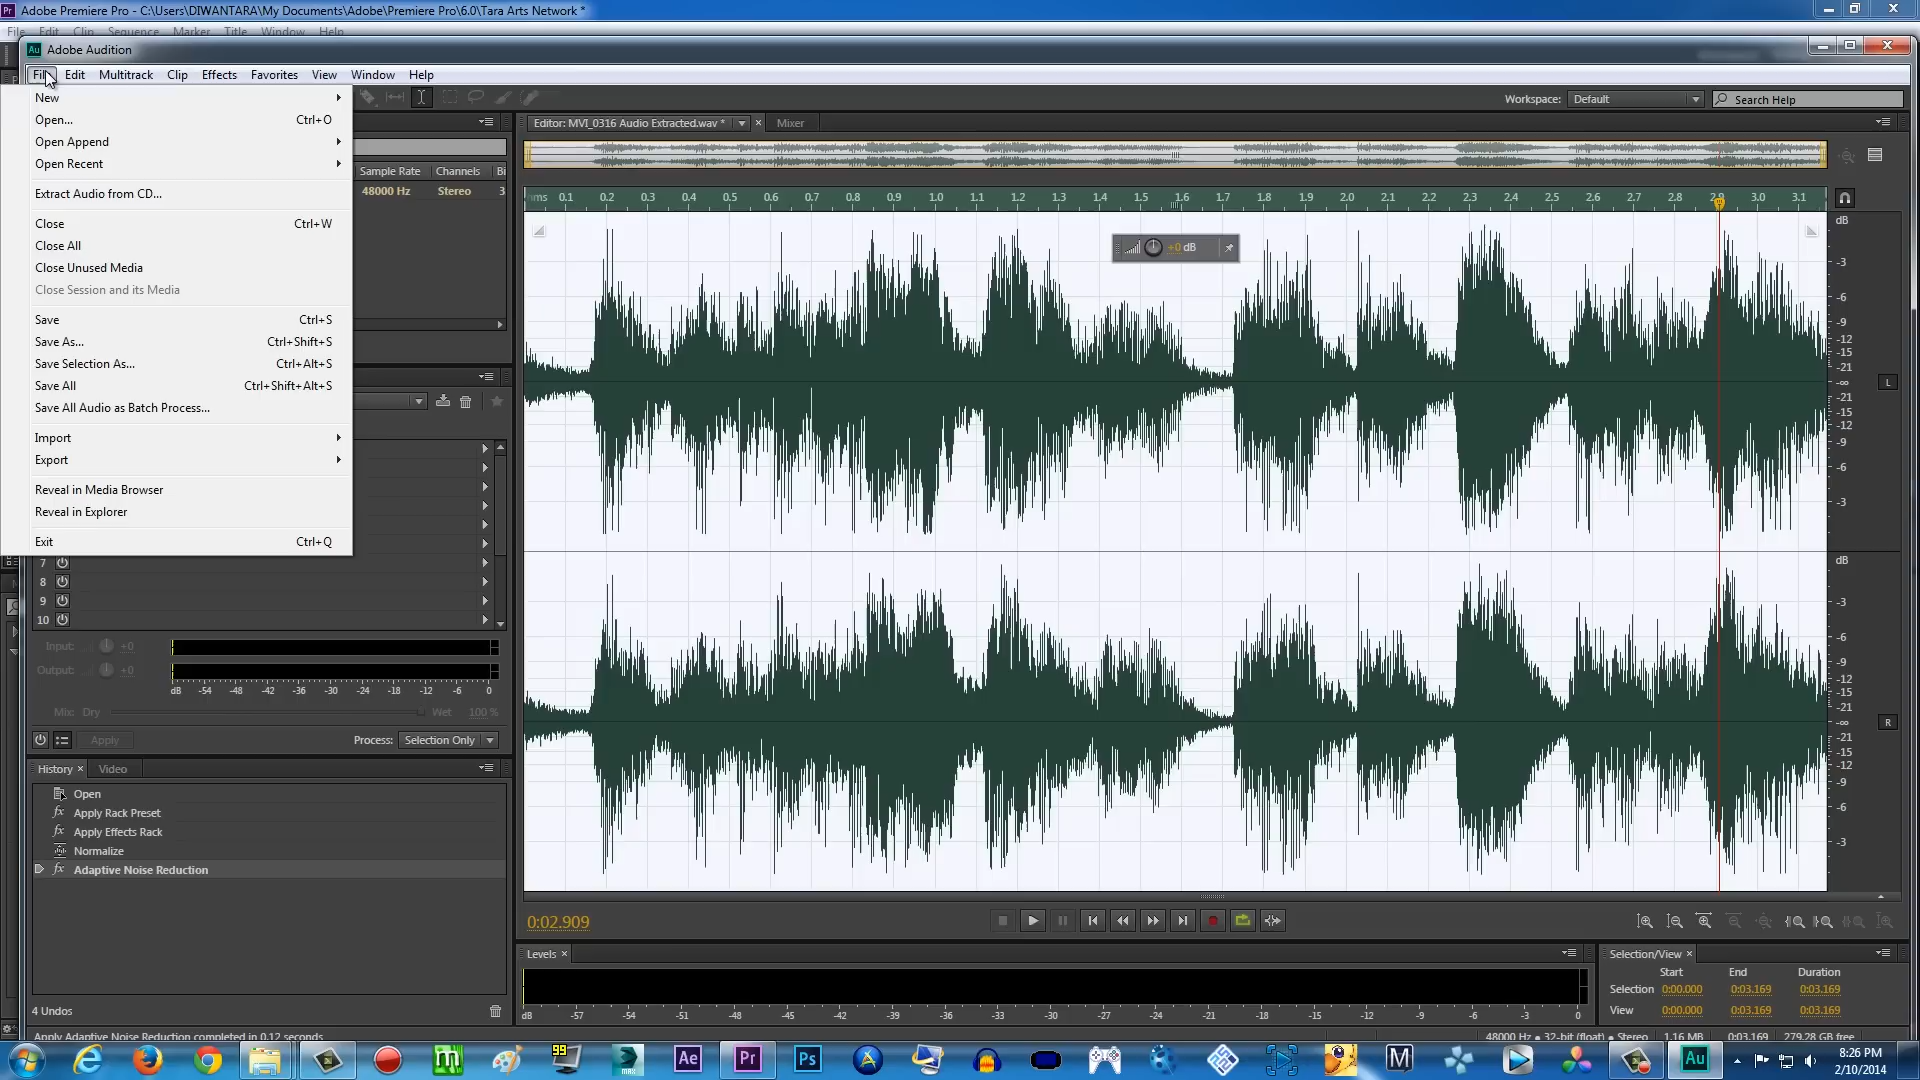 Adobe Premiere Pro - C:\Users\DIWANTARA\My Documents\Adobe\Premiere Pro\6.0\Tara Arts Network *
File Edit Clip Sequence Marker Title Window Help
Adobe Audition
Edit Multitrack Clip Effects Favorites View Window Help
Workspace: Default Search Help
New
Open... Ctrl+O
Open Append
Open Recent
Extract Audio from CD...
Close Ctrl+W
Close All
Close Unused Media
Close Session and its Media
Save Ctrl+S
Save As... Ctrl+Shift+S
Save Selection As... Ctrl+Alt+S
Save All Ctrl+Shift+Alt+S
Save All Audio as Batch Process...
Import
Export
Reveal in Media Browser
Reveal in Explorer
Exit Ctrl+Q
Sample Rate Channels Bi
48000 Hz Stereo 3
7
8
9
10
Input: +0
Output: +0
dB -54 -48 -42 -36 -30 -24 -18 -12 -6 0
Mix: Dry Wet 100 %
Apply Process: Selection Only
History Video
Open
Apply Rack Preset
Apply Effects Rack
Normalize
Adaptive Noise Reduction
4 Undos
Apply Adaptive Noise Reduction completed in 0.12 seconds
Editor: MVI_0316 Audio Extracted.wav * Mixer
hms 0.1 0.2 0.3 0.4 0.5 0.6 0.7 0.8 0.9 1.0 1.1 1.2 1.3 1.4 1.5 1.6 1.7 1.8 1.9 2.0 2.1 2.2 2.3 2.4 2.5 2.6 2.7 2.8 3.0 3.1
+0 dB
dB
-3
-6
-9
-12
-15
-21
-∞
L
-21
-15
-12
-9
-6
-3
dB
-3
-6
-9
-12
-15
-21
-∞
R
-21
-15
-12
-9
-6
-3
0:02.909
Levels
dB -57 -54 -51 -48 -45 -42 -39 -36 -33 -30 -27 -24 -21 -18 -15 -12 -9 -6 -3 0
Selection/View
Start End Duration
Selection 0:00.000 0:03.169 0:03.169
View 0:00.000 0:03.169 0:03.169
48000 Hz • 32-bit (float) • Stereo 1.16 MB 0:03.169 279.28 GB free
99
MAX
Ae
Pr
Ps
M
Au
8:26 PM
2/10/2014